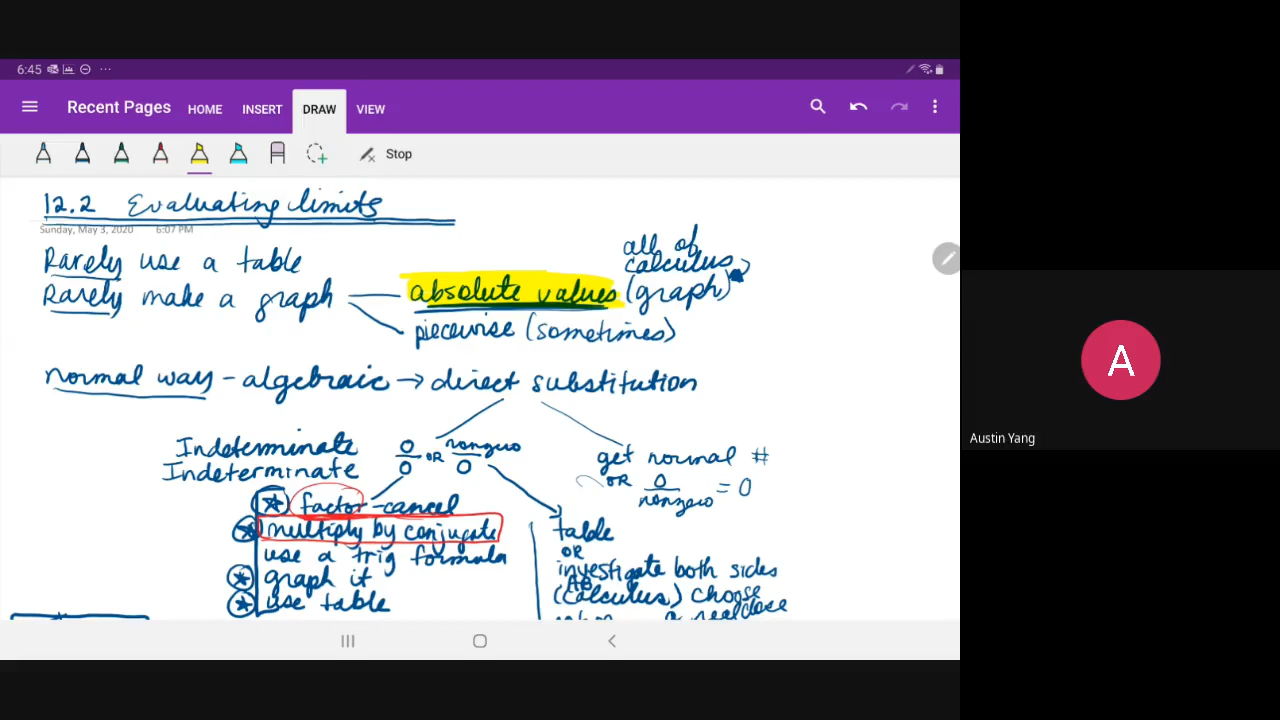 6:45
Recent Pages HOME INSERT DRAW VIEW
Stop
12.2 Evaluating limits
Sunday, May 3, 2020 6:07 PM
all of
calculus
Rarely use a table
Rarely make a graph absolute values (graph)
piecewise (sometimes)
normal way - algebraic → direct substitution
Indeterminate 0/0 OR nonzero/0
Indeterminate
get normal #
OR 0/nonzero = 0
factor - cancel
multiply by conjugate
use a trig formula
graph it
use table
table
OR
investigate both sides
(AB calculus) choose
a real close
A
Austin Yang